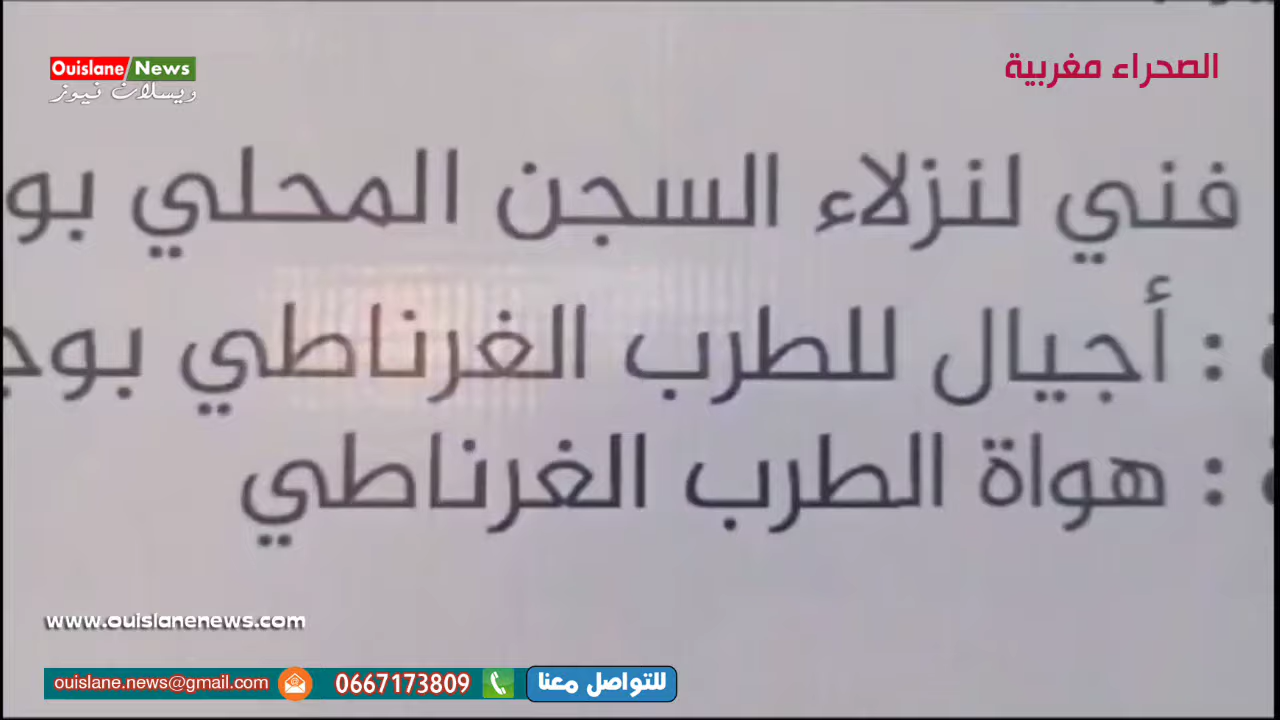 الصحراء مغربية
Ouislane News
ويسلان نيوز
فني لنزلاء السجن المحلي بو
: أجيال للطرب الغرناطي بوج
: هواة الطرب الغرناطي
www.ouislanenews.com
ouislane.news@gmail.com 0667173809 للتواصل معنا